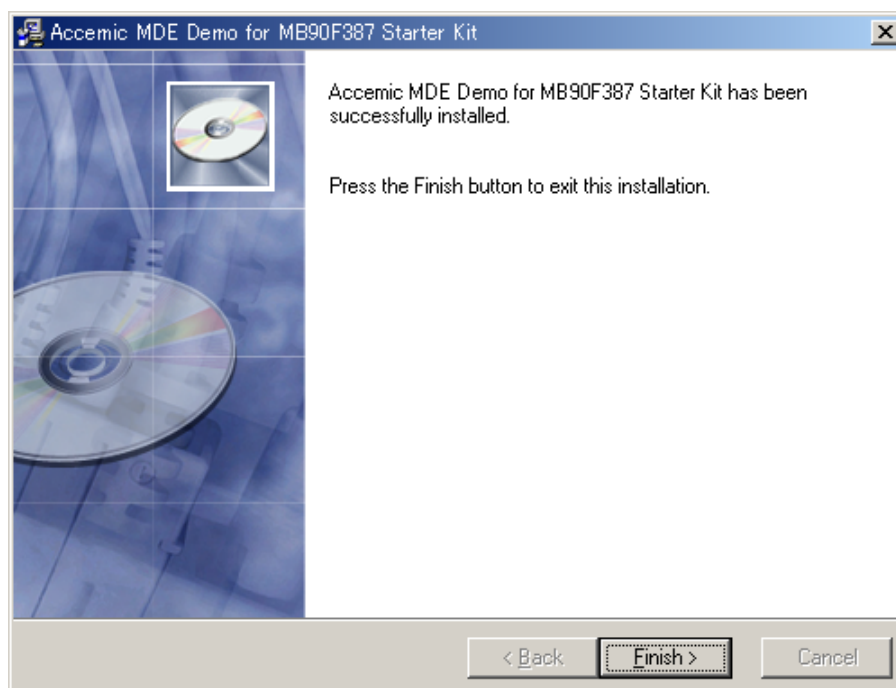 Accemic MDE Demo for MB90F387 Starter Kit
Accemic MDE Demo for MB90F387 Starter Kit has been
successfully installed.
Press the Finish button to exit this installation.
< Back Finish > Cancel